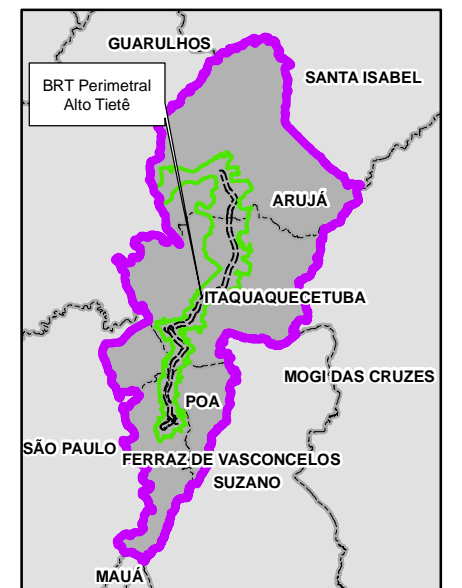 GUARULHOS
SANTA ISABEL
BRT Perimetral
Alto Tietê
ARUJÁ
ITAQUAQUECETUBA
MOGI DAS CRUZES
POA
SÃO PAULO
FERRAZ DE VASCONCELOS
SUZANO
MAUÁ